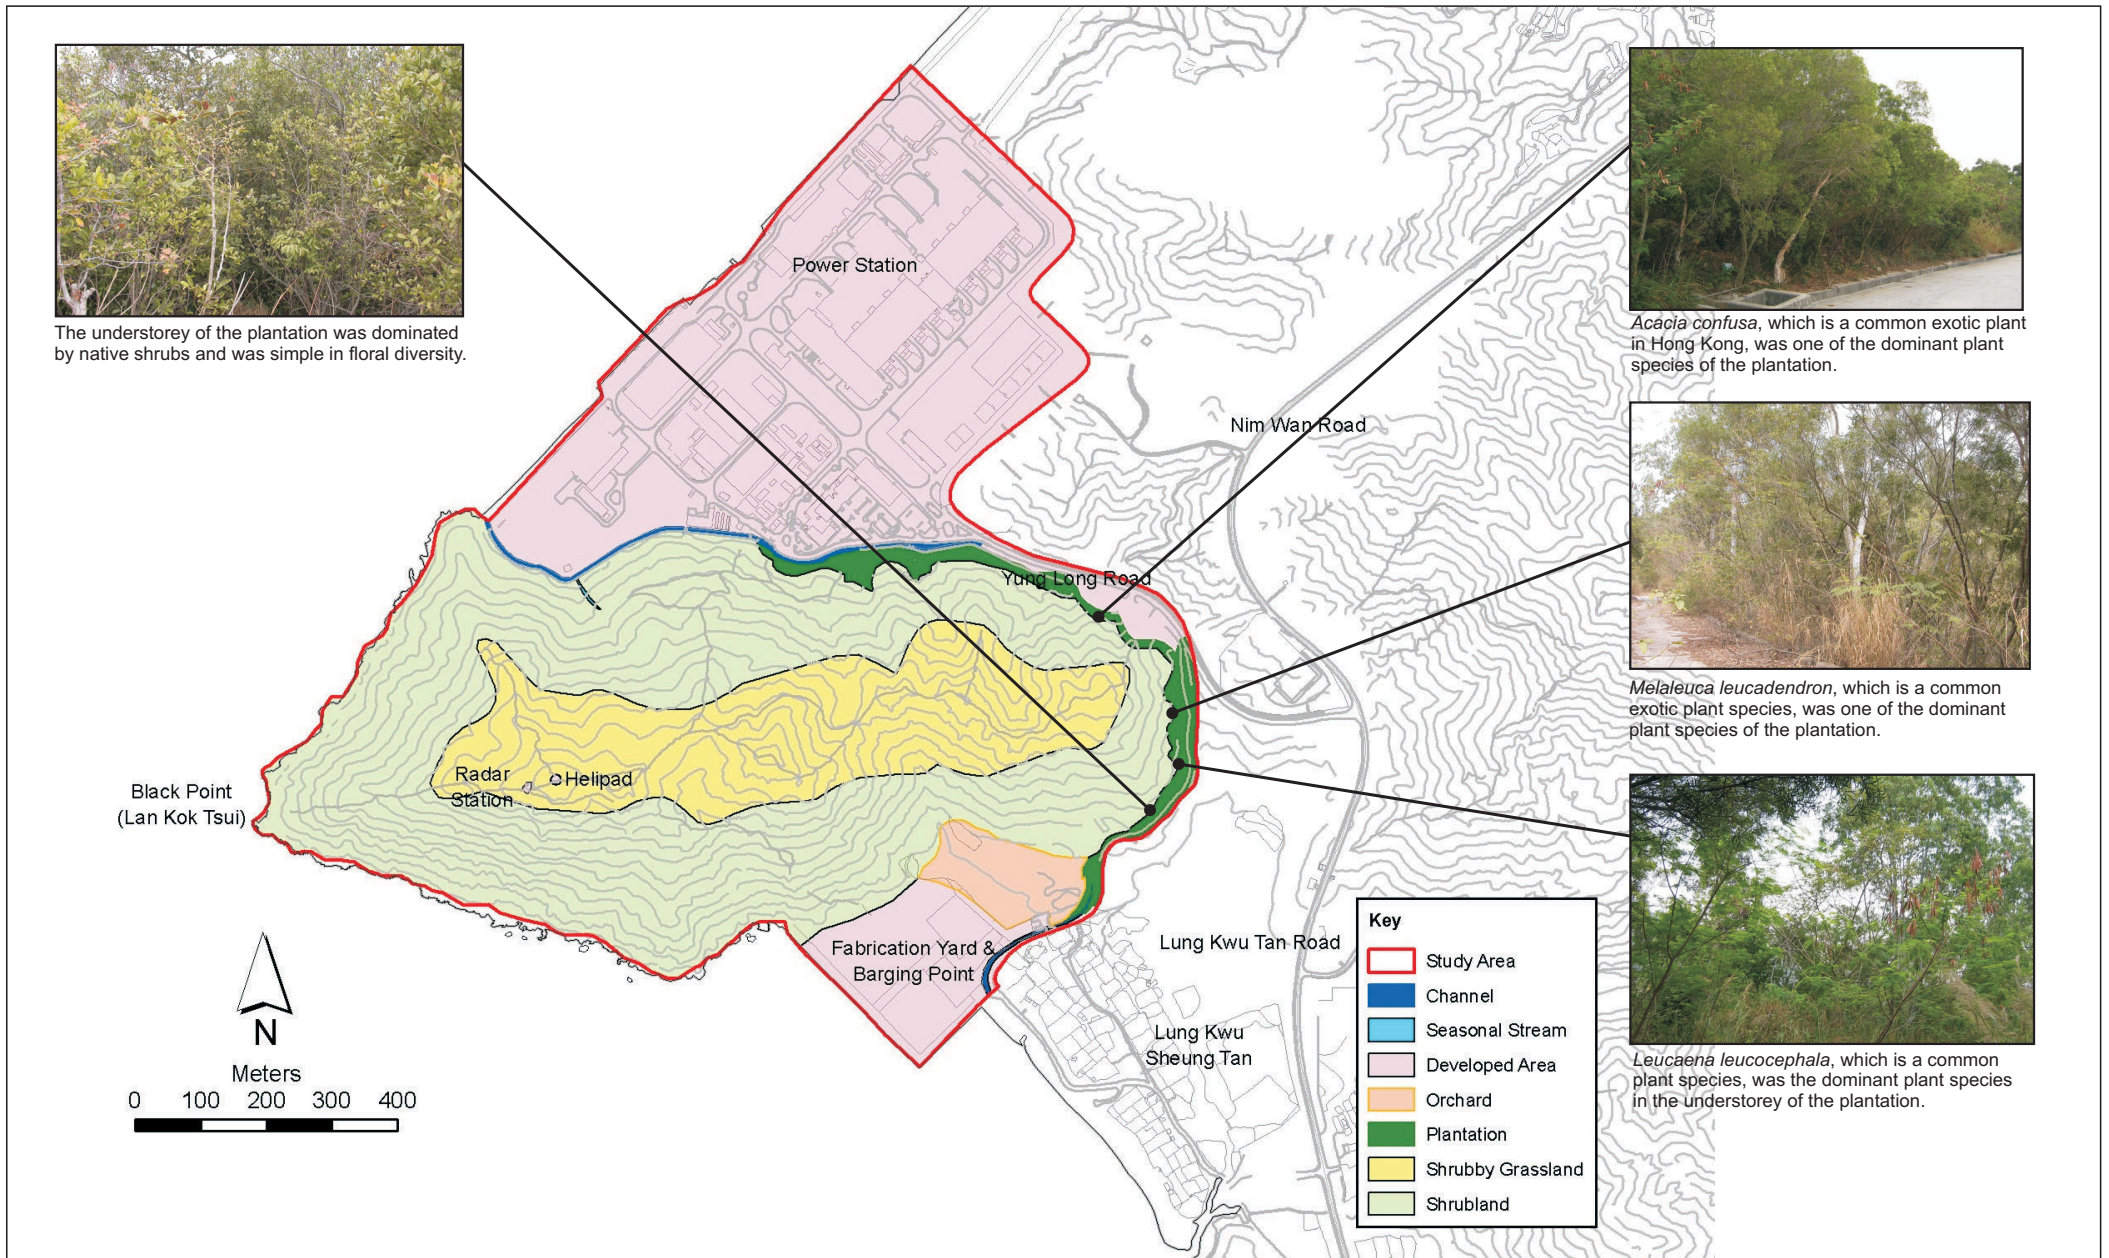 The understorey of the plantation was dominated
by native shrubs and was simple in floral diversity.
Acacia confusa, which is a common exotic plant
in Hong Kong, was one of the dominant plant
species of the plantation.
Melaleuca leucadendron, which is a common
exotic plant species, was one of the dominant
plant species of the plantation.
Leucaena leucocephala, which is a common
plant species, was the dominant plant species
in the understorey of the plantation.
Power Station
Nim Wan Road
Yung Long Road
Radar
Station
Helipad
Black Point
(Lan Kok Tsui)
Fabrication Yard &
Barging Point
Lung Kwu Tan Road
Lung Kwu
Sheung Tan
N
Meters
0 100 200 300 400
Key
Study Area
Channel
Seasonal Stream
Developed Area
Orchard
Plantation
Shrubby Grassland
Shrubland